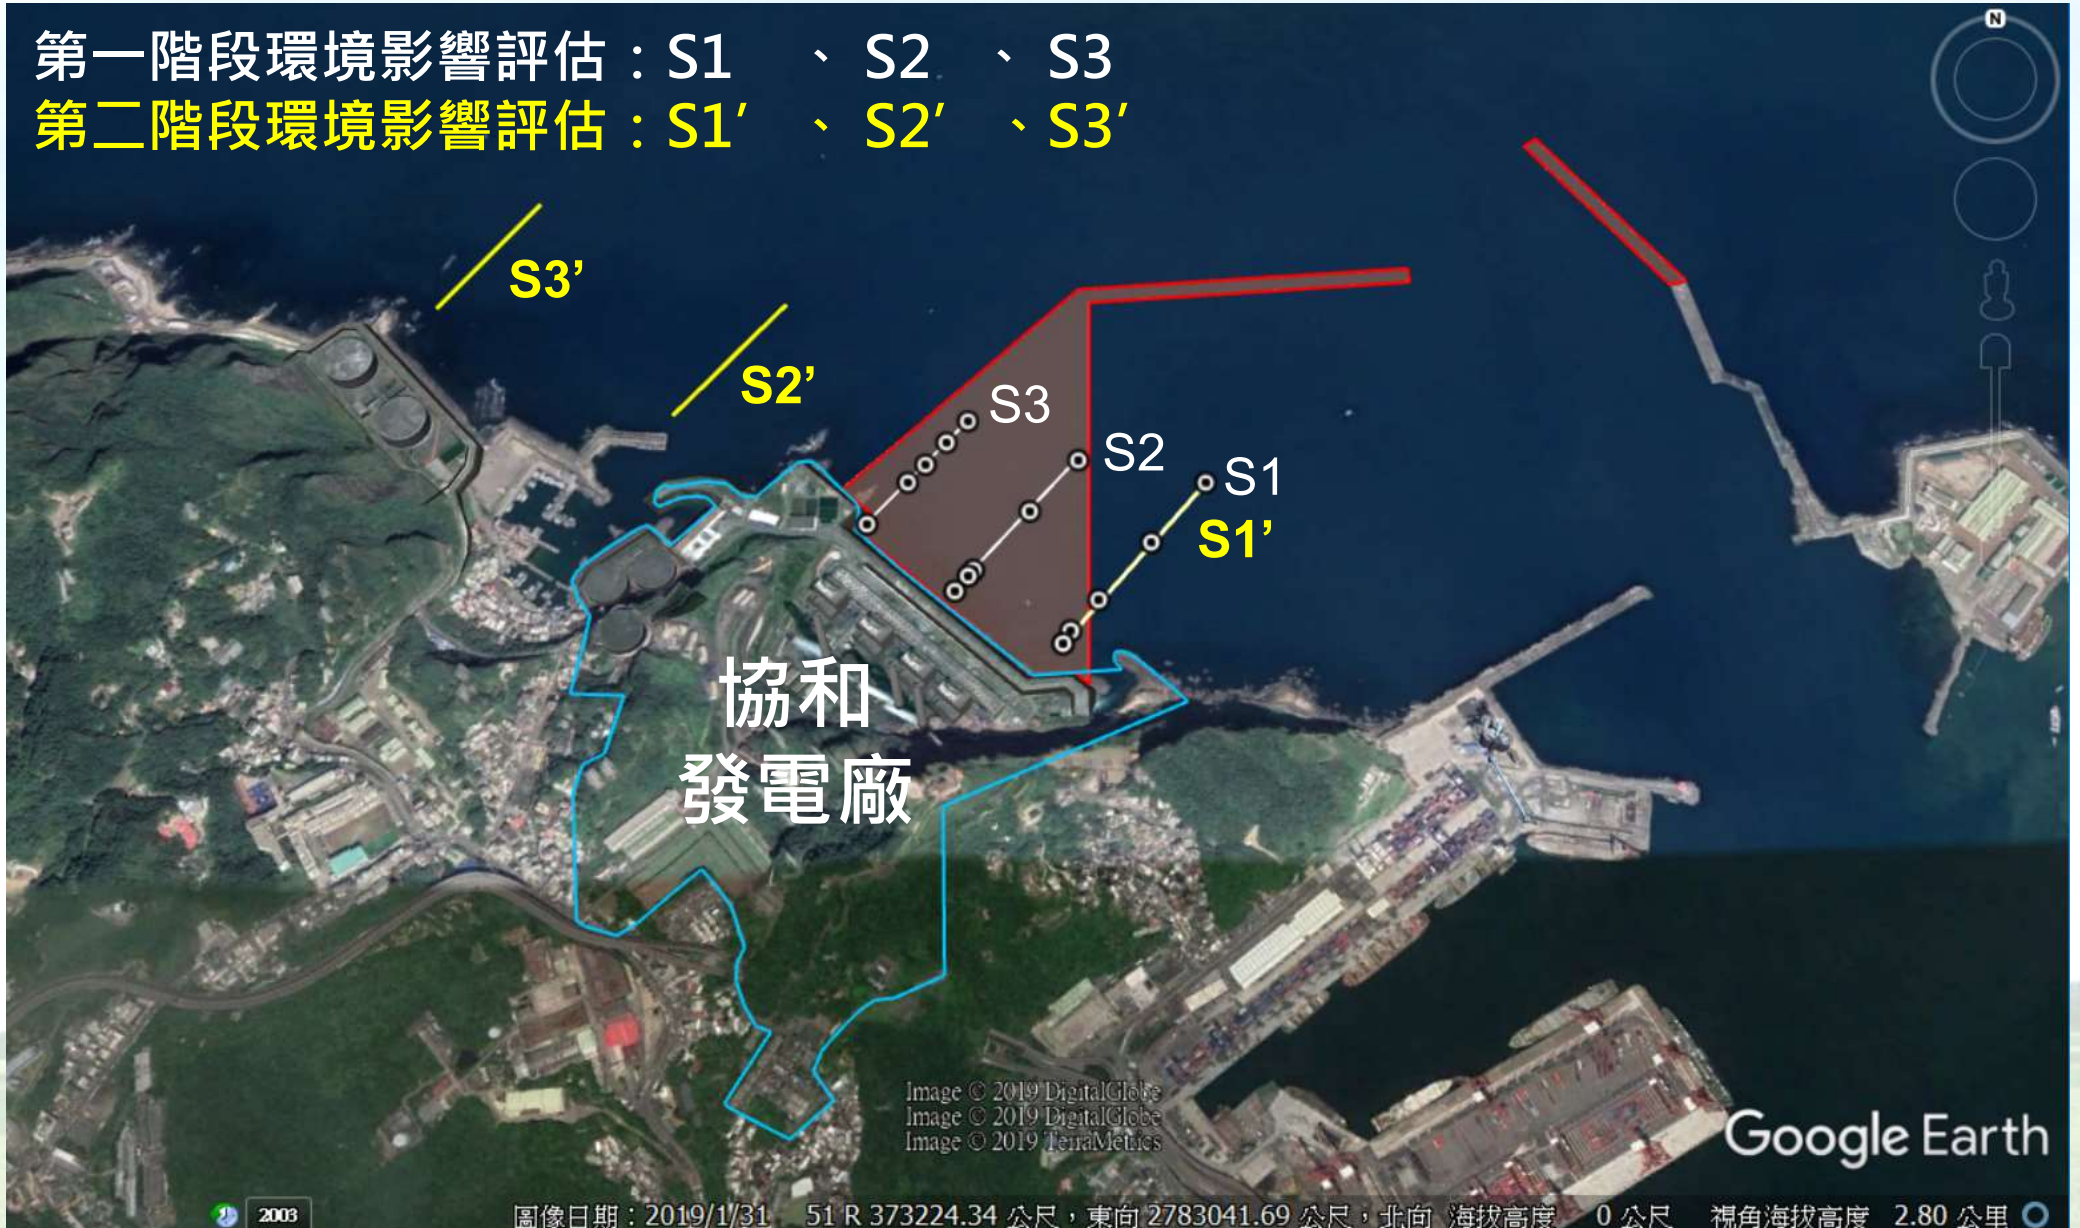 第一階段環境影響評估：S1 、 S2 、 S3
第二階段環境影響評估：S1’ 、 S2’ 、S3’
N
S3’
S2’
S3
S2
S1
S1’
協和
發電廠
Image © 2019 DigitalGlobe
Image © 2019 DigitalGlobe
Image © 2019 TerraMetrics
Google Earth
2003
圖像日期：2019/1/31 51 R 373224.34 公尺，東向 2783041.69 公尺，北向 海拔高度 0 公尺 視角海拔高度 2.80 公里